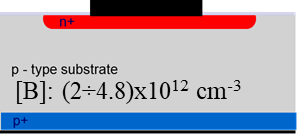 n+
p - type substrate
[B]: (2÷4.8)x10¹² cm⁻³
p+